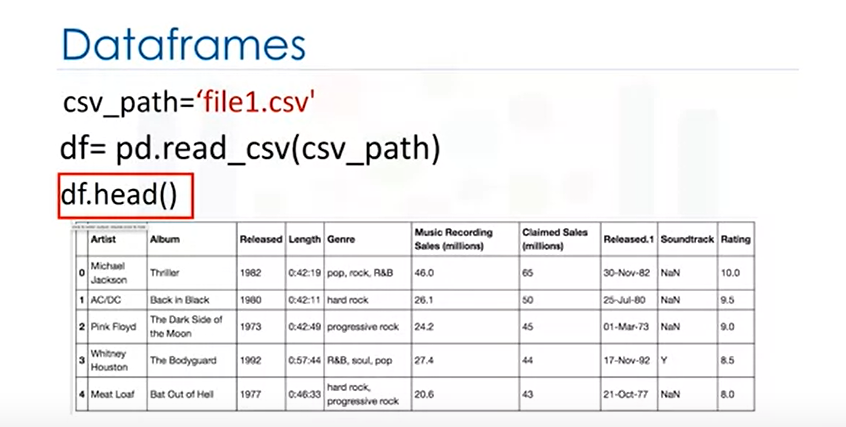 Dataframes
csv_path=‘file1.csv'
df= pd.read_csv(csv_path)
df.head()
Artist Album Released Length Genre Music Recording Sales (millions) Claimed Sales (millions) Released.1 Soundtrack Rating
0 Michael Jackson Thriller 1982 0:42:19 pop, rock, R&B 46.0 65 30-Nov-82 NaN 10.0
1 AC/DC Back in Black 1980 0:42:11 hard rock 26.1 50 25-Jul-80 NaN 9.5
2 Pink Floyd The Dark Side of the Moon 1973 0:42:49 progressive rock 24.2 45 01-Mar-73 NaN 9.0
3 Whitney Houston The Bodyguard 1992 0:57:44 R&B, soul, pop 27.4 44 17-Nov-92 Y 8.5
4 Meat Loaf Bat Out of Hell 1977 0:46:33 hard rock, progressive rock 20.6 43 21-Oct-77 NaN 8.0